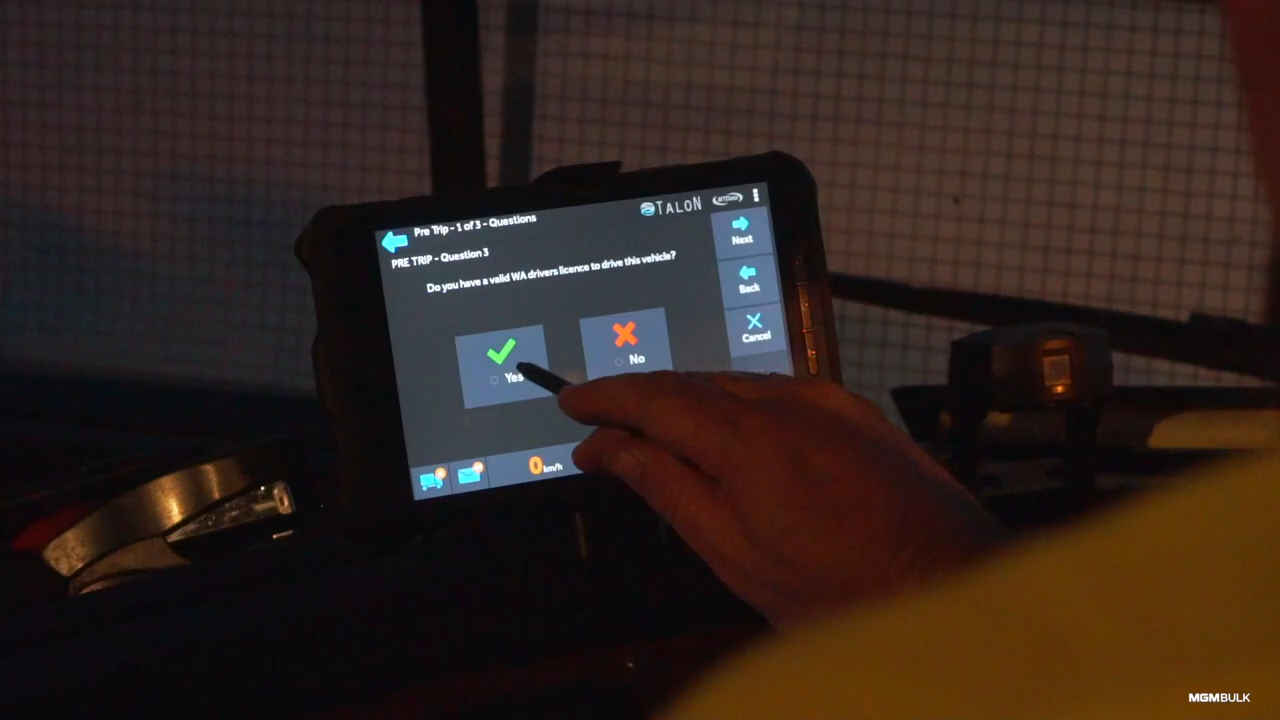 Pre Trip - 1 of 3 - Questions
TALON
MTData
PRE TRIP - Question 3
Do you have a valid WA drivers licence to drive this vehicle?
Next
Back
Cancel
Yes
No
0 km/h
MGMBULK